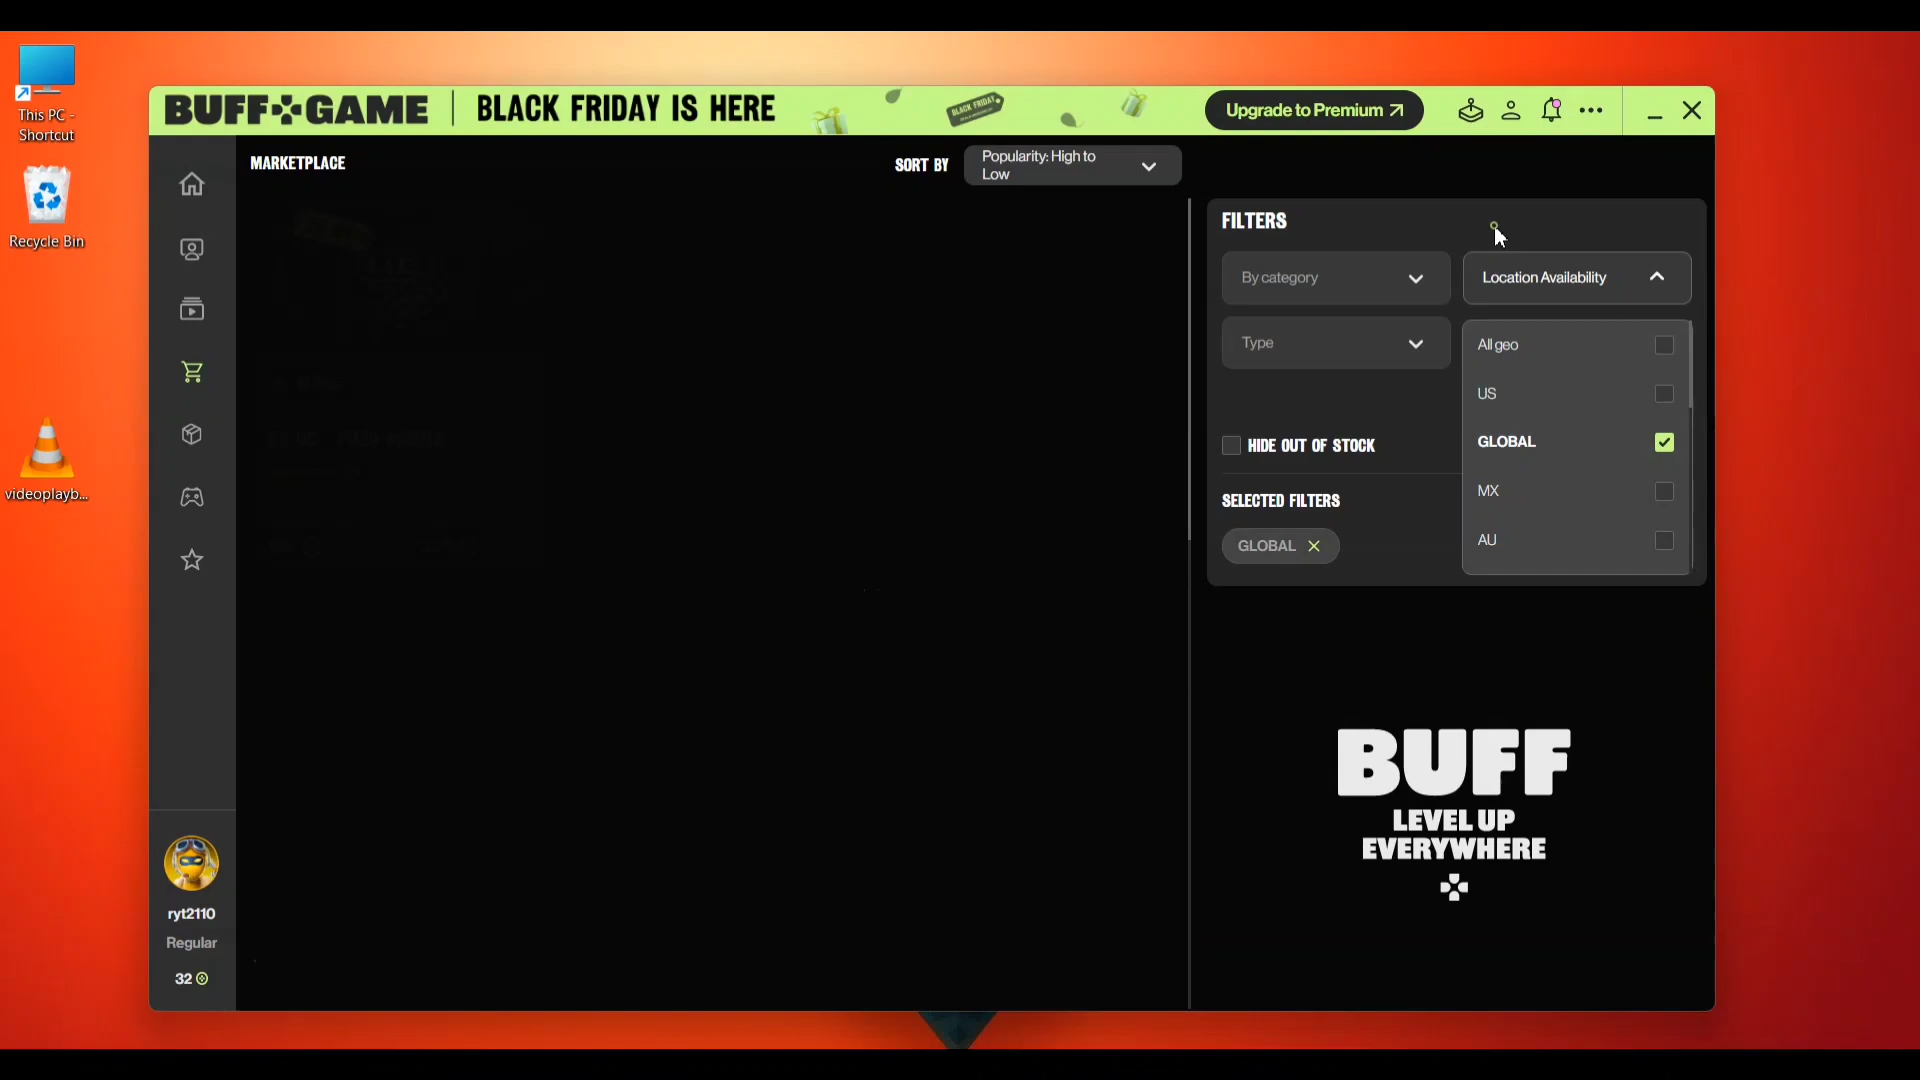 This PC -
Shortcut
Recycle Bin
videoplayb...
BUFF GAME
BLACK FRIDAY IS HERE
BLACK FRIDAY
Upgrade to Premium
MARKETPLACE
SORT BY
Popularity: High to
Low
FILTERS
By category
Location Availability
Type
All geo
US
GLOBAL
MX
AU
HIDE OUT OF STOCK
SELECTED FILTERS
GLOBAL
BUFF
LEVEL UP
EVERYWHERE
ryt2110
Regular
32